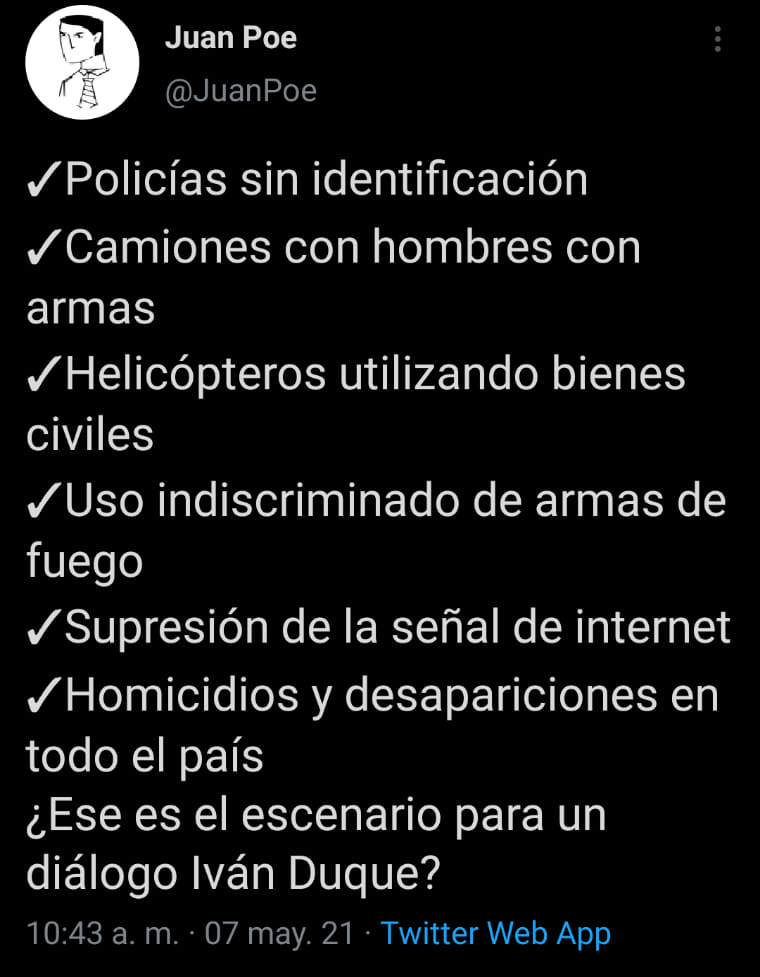 Juan Poe
@JuanPoe
✓Policías sin identificación
✓Camiones con hombres con
armas
✓Helicópteros utilizando bienes
civiles
✓Uso indiscriminado de armas de
fuego
✓Supresión de la señal de internet
✓Homicidios y desapariciones en
todo el país
¿Ese es el escenario para un
diálogo Iván Duque?
10:43 a. m. · 07 may. 21 · Twitter Web App